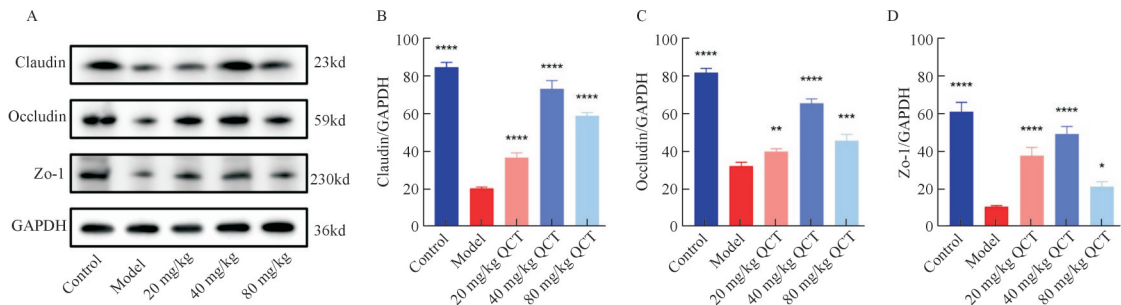 A
Claudin
23kd
Occludin
59kd
Zo-1
230kd
GAPDH
36kd
Control
Model
20 mg/kg
40 mg/kg
80 mg/kg
B
Claudin/GAPDH
100
80
60
40
20
0
****
****
****
****
Control
Model
20 mg/kg QCT
40 mg/kg QCT
80 mg/kg QCT
C
Occludin/GAPDH
100
80
60
40
20
0
****
**
****
***
Control
Model
20 mg/kg QCT
40 mg/kg QCT
80 mg/kg QCT
D
Zo-1/GAPDH
100
80
60
40
20
0
****
****
****
*
Control
Model
20 mg/kg QCT
40 mg/kg QCT
80 mg/kg QCT